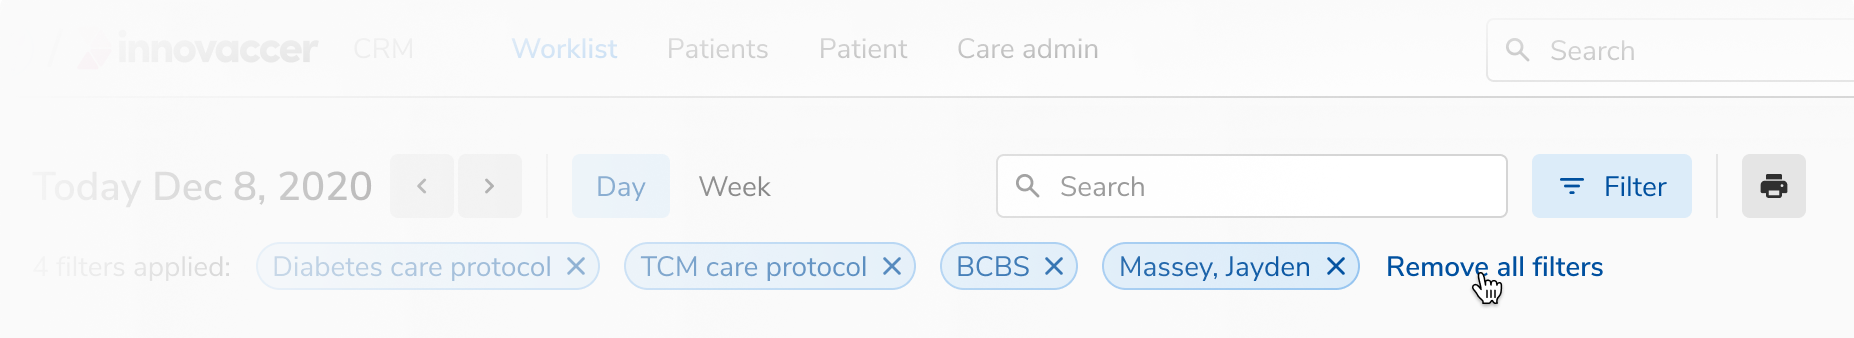 innovaccer CRM Worklist Patients Patient Care admin Search
Today Dec 8, 2020 Day Week Search Filter
4 filters applied: Diabetes care protocol TCM care protocol BCBS Massey, Jayden Remove all filters